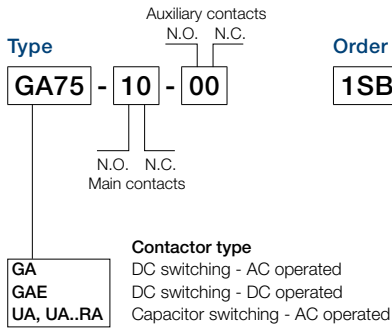 Auxiliary contacts
N.O. N.C.
Type
Order
GA75 - 10 - 00
1SB
N.O. N.C.
Main contacts
Contactor type
GA DC switching - AC operated
GAE DC switching - DC operated
UA, UA..RA Capacitor switching - AC operated